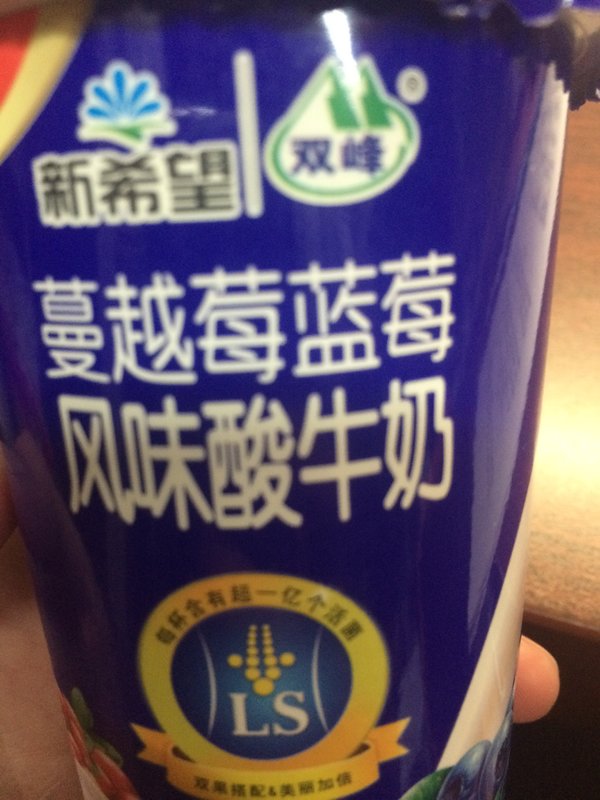 新希望
双峰®
蔓越莓蓝莓
风味酸牛奶
每杯含有超一亿个活菌
LS
双果搭配&美丽加倍